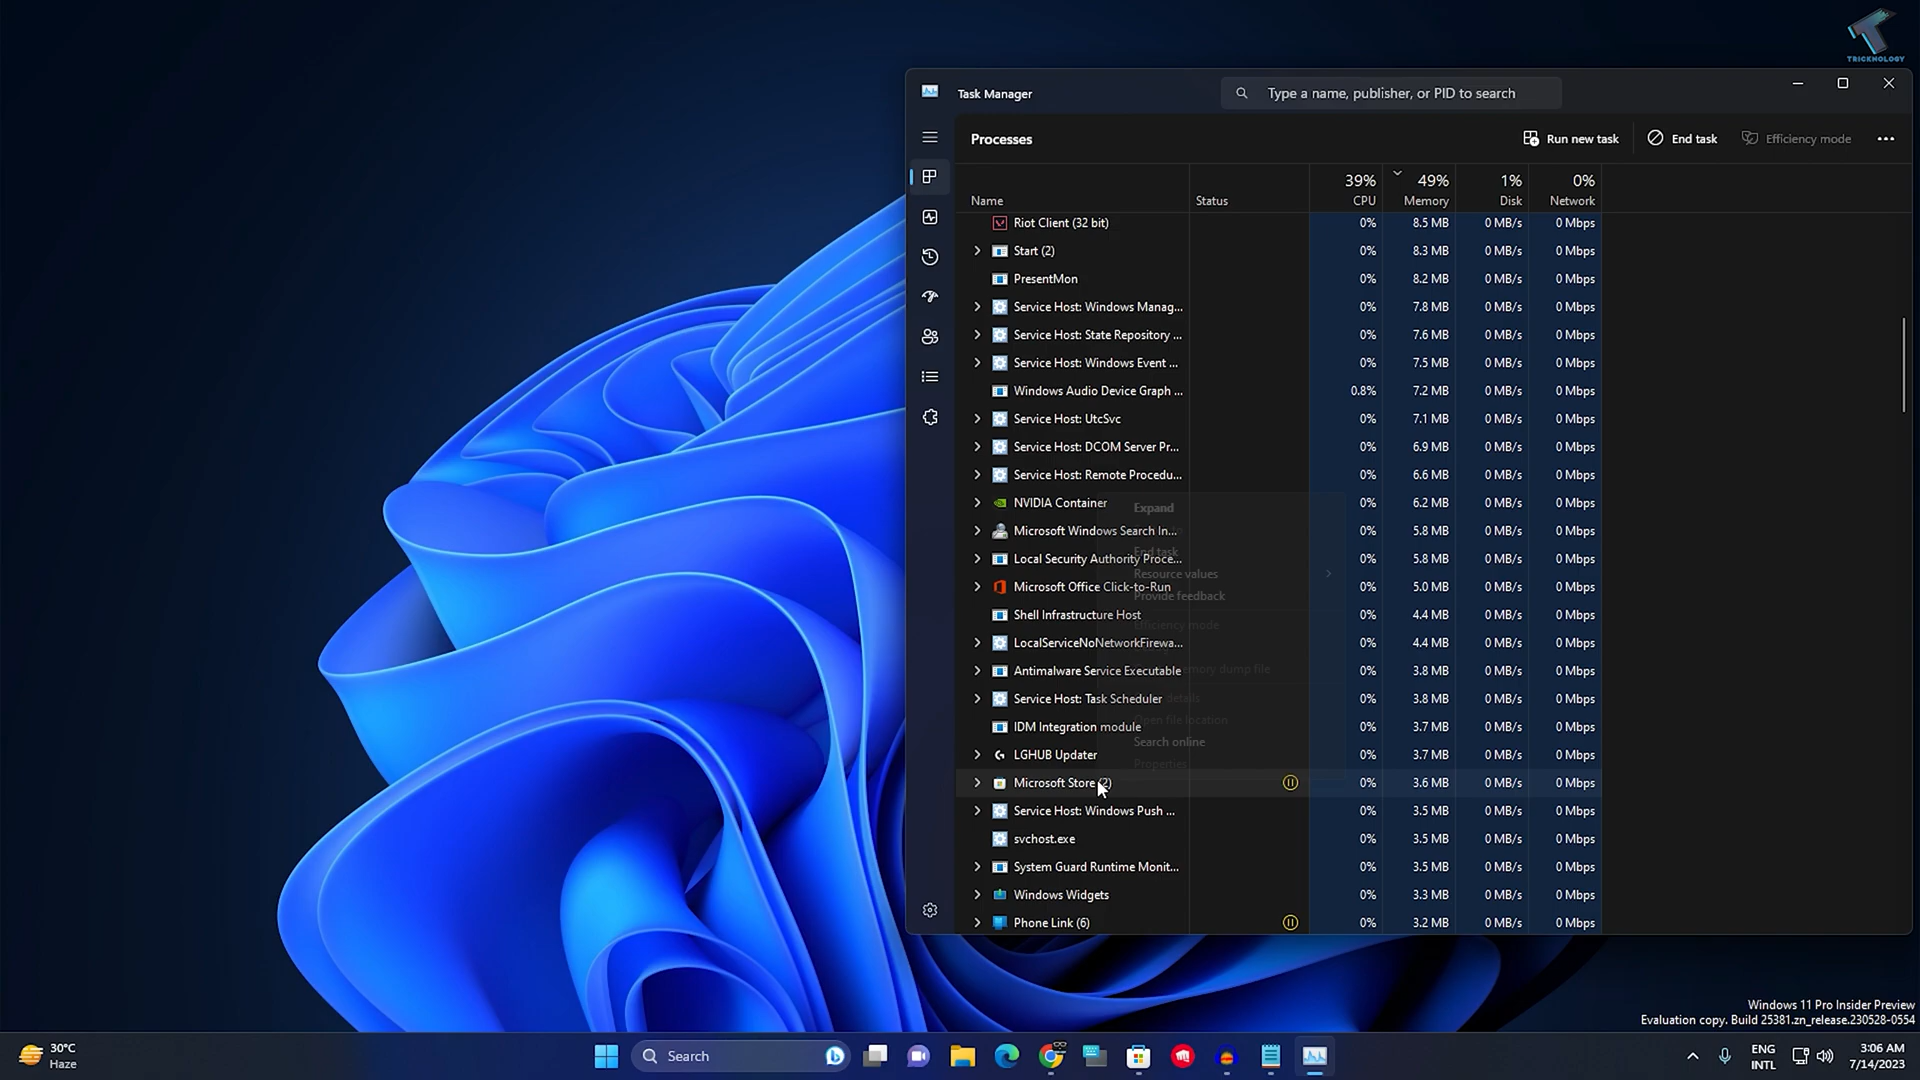 TRICKNOLOGY
Task Manager
Type a name, publisher, or PID to search
Processes
Run new task
End task
Efficiency mode
39% 49% 1% 0%
Name Status CPU Memory Disk Network
Riot Client (32 bit) 0% 8.5 MB 0 MB/s 0 Mbps
Start (2) 0% 8.3 MB 0 MB/s 0 Mbps
PresentMon 0% 8.2 MB 0 MB/s 0 Mbps
Service Host: Windows Manag... 0% 7.8 MB 0 MB/s 0 Mbps
Service Host: State Repository ... 0% 7.6 MB 0 MB/s 0 Mbps
Service Host: Windows Event ... 0% 7.5 MB 0 MB/s 0 Mbps
Windows Audio Device Graph ... 0.8% 7.2 MB 0 MB/s 0 Mbps
Service Host: UtcSvc 0% 7.1 MB 0 MB/s 0 Mbps
Service Host: DCOM Server Pr... 0% 6.9 MB 0 MB/s 0 Mbps
Service Host: Remote Procedu... 0% 6.6 MB 0 MB/s 0 Mbps
NVIDIA Container 0% 6.2 MB 0 MB/s 0 Mbps
Microsoft Windows Search In... 0% 5.8 MB 0 MB/s 0 Mbps
Local Security Authority Proce... 0% 5.8 MB 0 MB/s 0 Mbps
Microsoft Office Click-to-Run 0% 5.0 MB 0 MB/s 0 Mbps
Shell Infrastructure Host 0% 4.4 MB 0 MB/s 0 Mbps
LocalServiceNoNetworkFirewa... 0% 4.4 MB 0 MB/s 0 Mbps
Antimalware Service Executable 0% 3.8 MB 0 MB/s 0 Mbps
Service Host: Task Scheduler 0% 3.8 MB 0 MB/s 0 Mbps
IDM Integration module 0% 3.7 MB 0 MB/s 0 Mbps
LGHUB Updater 0% 3.7 MB 0 MB/s 0 Mbps
Microsoft Store (2) 0% 3.6 MB 0 MB/s 0 Mbps
Service Host: Windows Push ... 0% 3.5 MB 0 MB/s 0 Mbps
svchost.exe 0% 3.5 MB 0 MB/s 0 Mbps
System Guard Runtime Monit... 0% 3.5 MB 0 MB/s 0 Mbps
Windows Widgets 0% 3.3 MB 0 MB/s 0 Mbps
Phone Link (6) 0% 3.2 MB 0 MB/s 0 Mbps
Expand
End task
Resource values
Provide feedback
Efficiency mode
memory dump file
details
Open file location
Search online
Properties
Windows 11 Pro Insider Preview
Evaluation copy. Build 25381.zn_release.230528-0554
30°C
Haze
Search
ENG
INTL
3:06 AM
7/14/2023